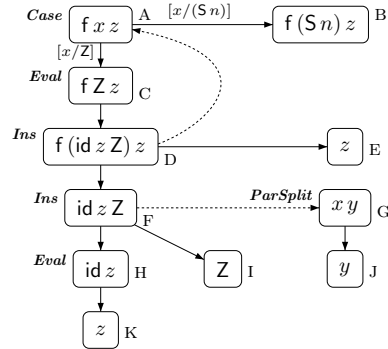 Case f x z A [x/(S n)] f (S n) z B
[x/Z]
Eval f Z z C
Ins f (id z Z) z D z E
Ins id z Z F ParSplit x y G
Eval id z H Z I y J
z K